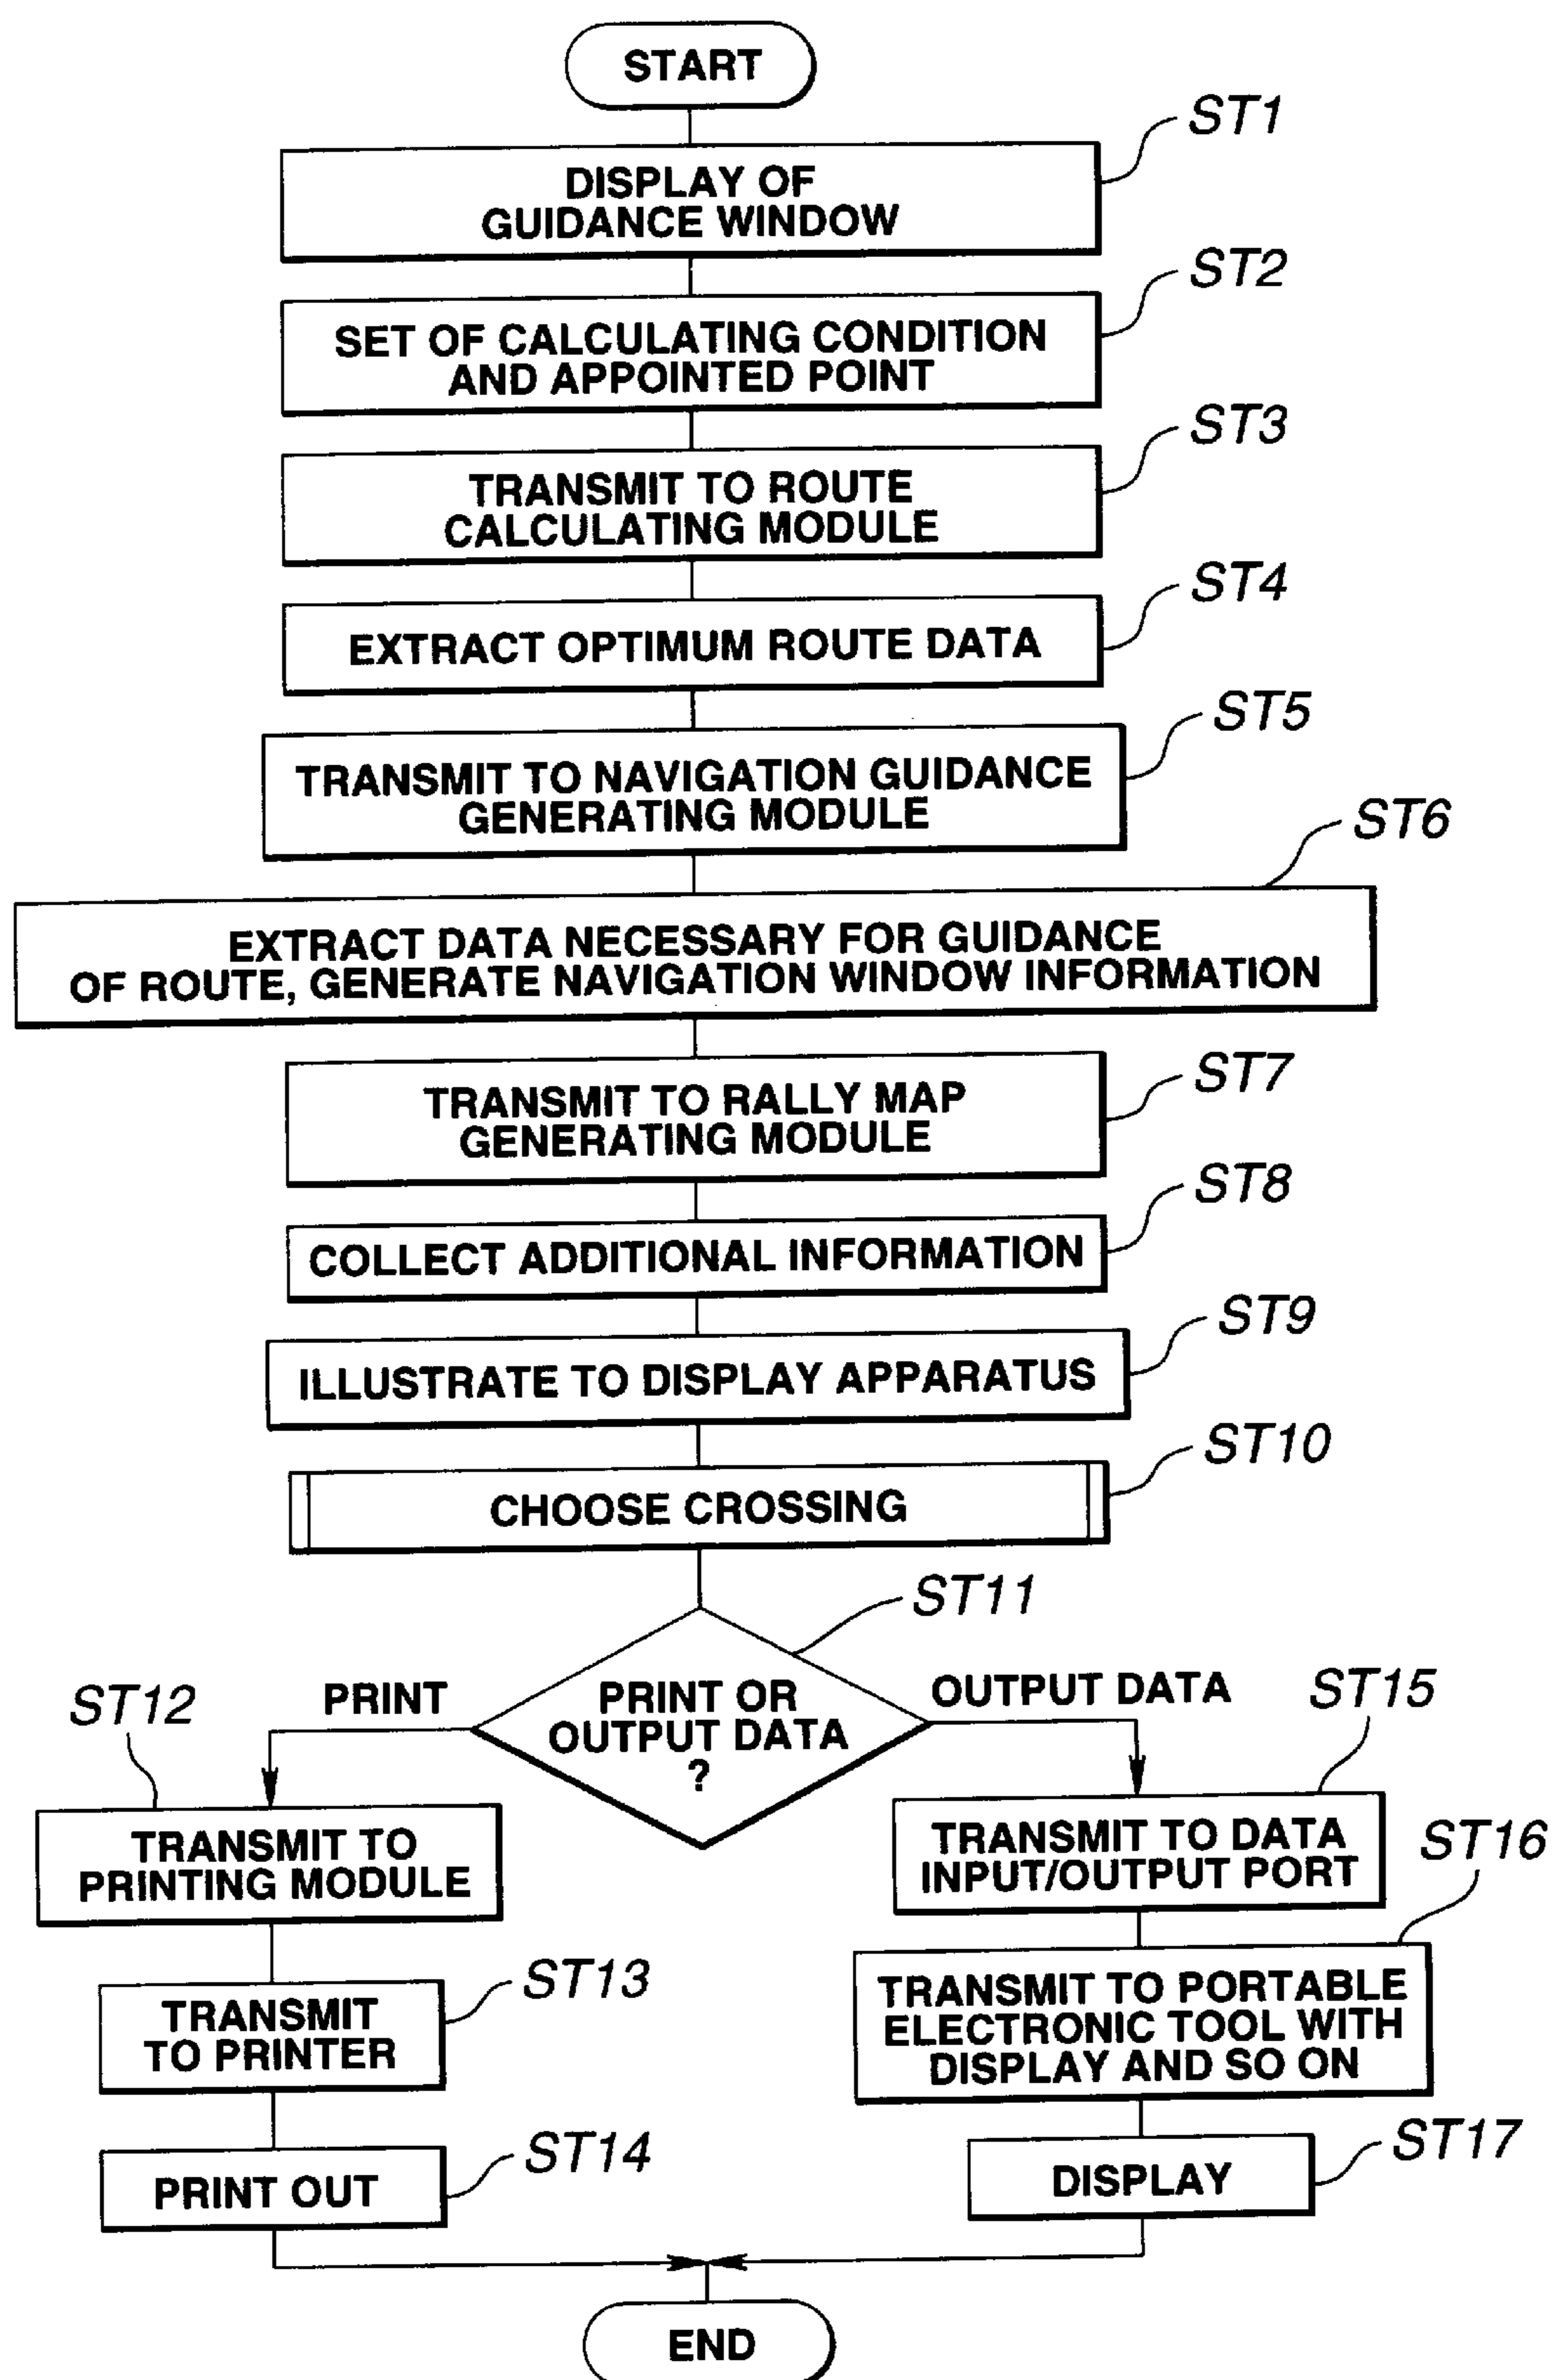 START
ST1
DISPLAY OF
GUIDANCE WINDOW
ST2
SET OF CALCULATING CONDITION
AND APPOINTED POINT
ST3
TRANSMIT TO ROUTE
CALCULATING MODULE
ST4
EXTRACT OPTIMUM ROUTE DATA
ST5
TRANSMIT TO NAVIGATION GUIDANCE
GENERATING MODULE
ST6
EXTRACT DATA NECESSARY FOR GUIDANCE
OF ROUTE, GENERATE NAVIGATION WINDOW INFORMATION
ST7
TRANSMIT TO RALLY MAP
GENERATING MODULE
ST8
COLLECT ADDITIONAL INFORMATION
ST9
ILLUSTRATE TO DISPLAY APPARATUS
ST10
CHOOSE CROSSING
ST11
PRINT OR
OUTPUT DATA
?
PRINT
OUTPUT DATA
ST12
TRANSMIT TO
PRINTING MODULE
ST13
TRANSMIT
TO PRINTER
ST14
PRINT OUT
ST15
TRANSMIT TO DATA
INPUT/OUTPUT PORT
ST16
TRANSMIT TO PORTABLE
ELECTRONIC TOOL WITH
DISPLAY AND SO ON
ST17
DISPLAY
END